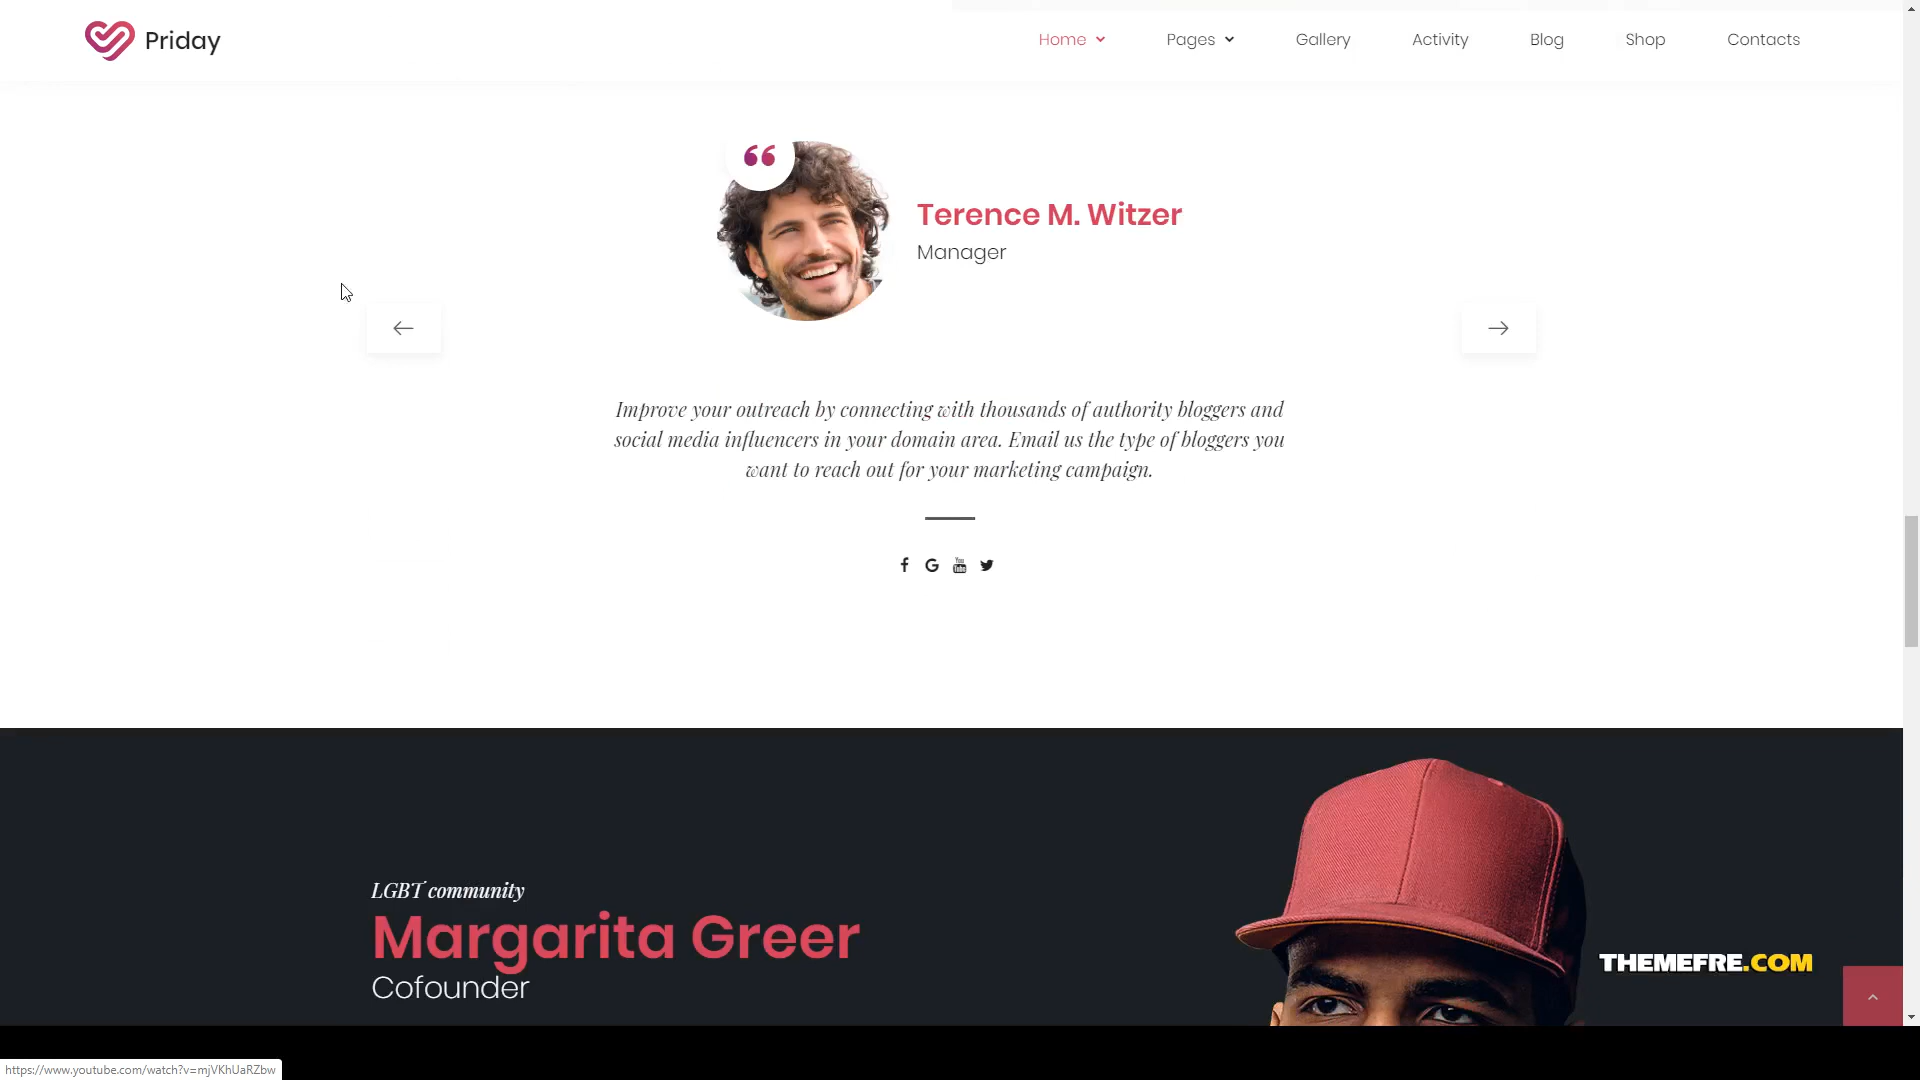 Priday
Home Pages Gallery Activity Blog Shop Contacts
Terence M. Witzer
Manager
Improve your outreach by connecting with thousands of authority bloggers and
social media influencers in your domain area. Email us the type of bloggers you
want to reach out for your marketing campaign.
LGBT community
Margarita Greer
Cofounder
THEMEFRE.COM
https://www.youtube.com/watch?v=mjVKhUaRZbw